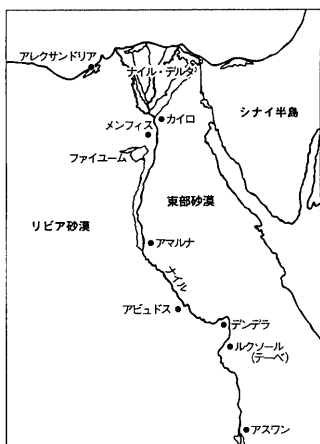 アレクサンドリア
ナイル・デルタ
メンフィス
カイロ
シナイ半島
ファイユーム
東部砂漠
リビア砂漠
アマルナ
ナイル
アビュドス
デンデラ
ルクソール
(テーベ)
アスワン